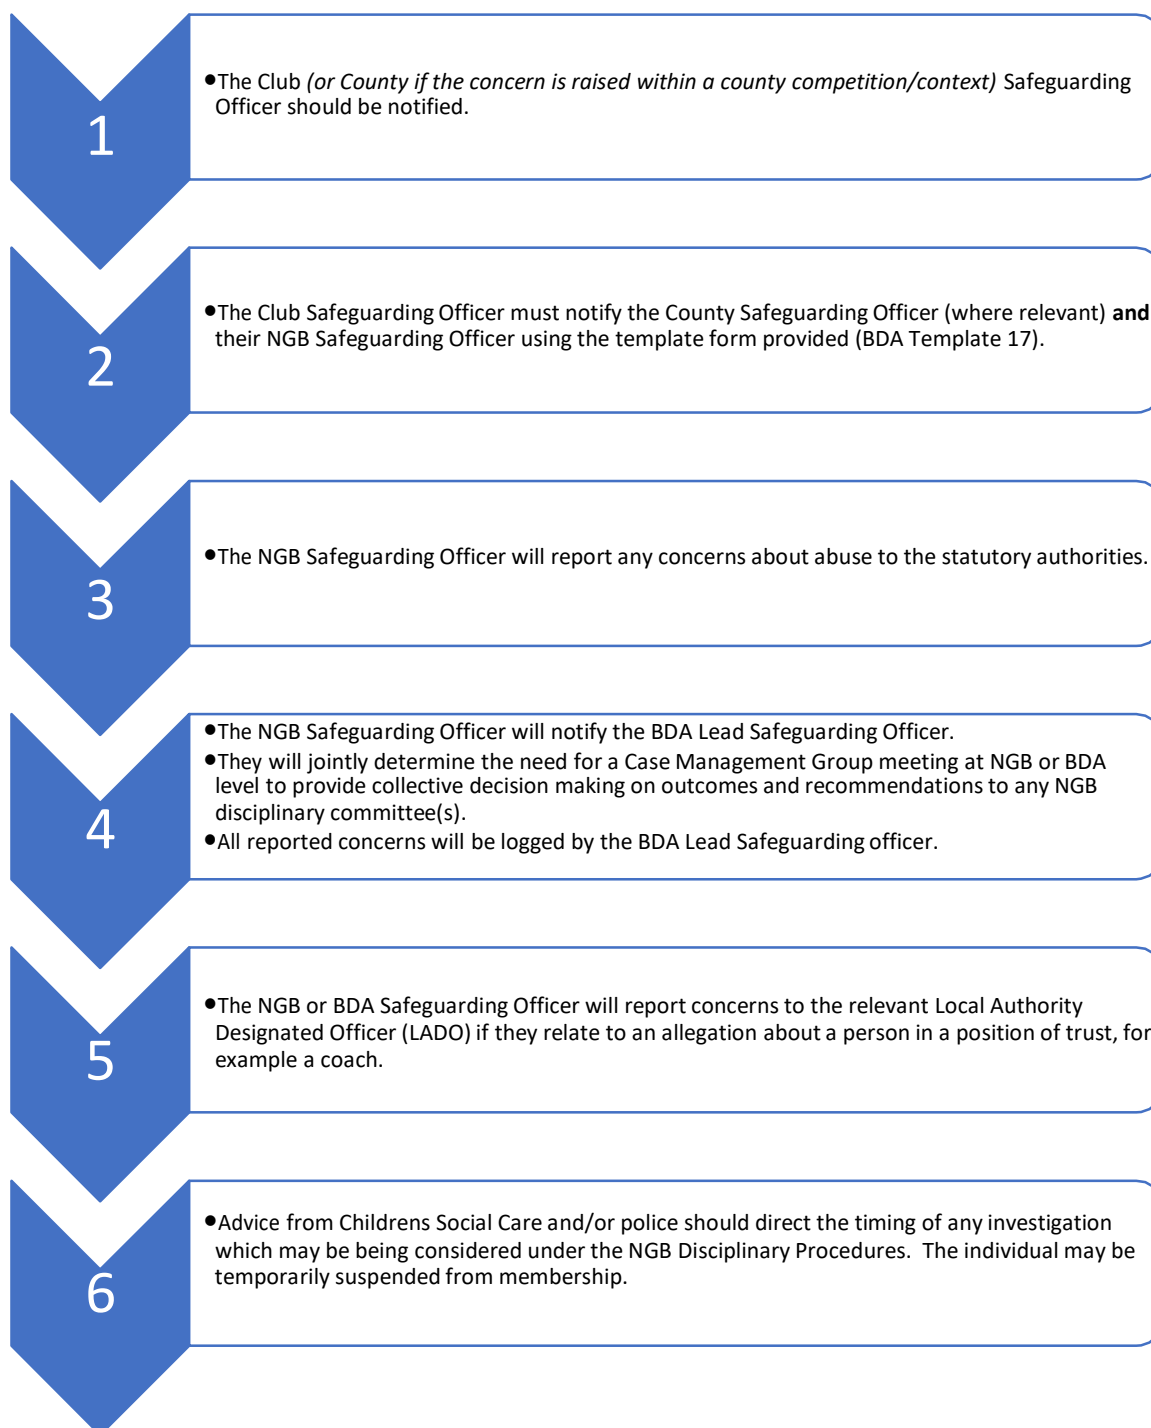 1
•The Club (or County if the concern is raised within a county competition/context) Safeguarding
Officer should be notified.
2
•The Club Safeguarding Officer must notify the County Safeguarding Officer (where relevant) and
their NGB Safeguarding Officer using the template form provided (BDA Template 17).
3
•The NGB Safeguarding Officer will report any concerns about abuse to the statutory authorities.
4
•The NGB Safeguarding Officer will notify the BDA Lead Safeguarding Officer.
•They will jointly determine the need for a Case Management Group meeting at NGB or BDA
level to provide collective decision making on outcomes and recommendations to any NGB
disciplinary committee(s).
•All reported concerns will be logged by the BDA Lead Safeguarding officer.
5
•The NGB or BDA Safeguarding Officer will report concerns to the relevant Local Authority
Designated Officer (LADO) if they relate to an allegation about a person in a position of trust, for
example a coach.
6
•Advice from Childrens Social Care and/or police should direct the timing of any investigation
which may be being considered under the NGB Disciplinary Procedures. The individual may be
temporarily suspended from membership.